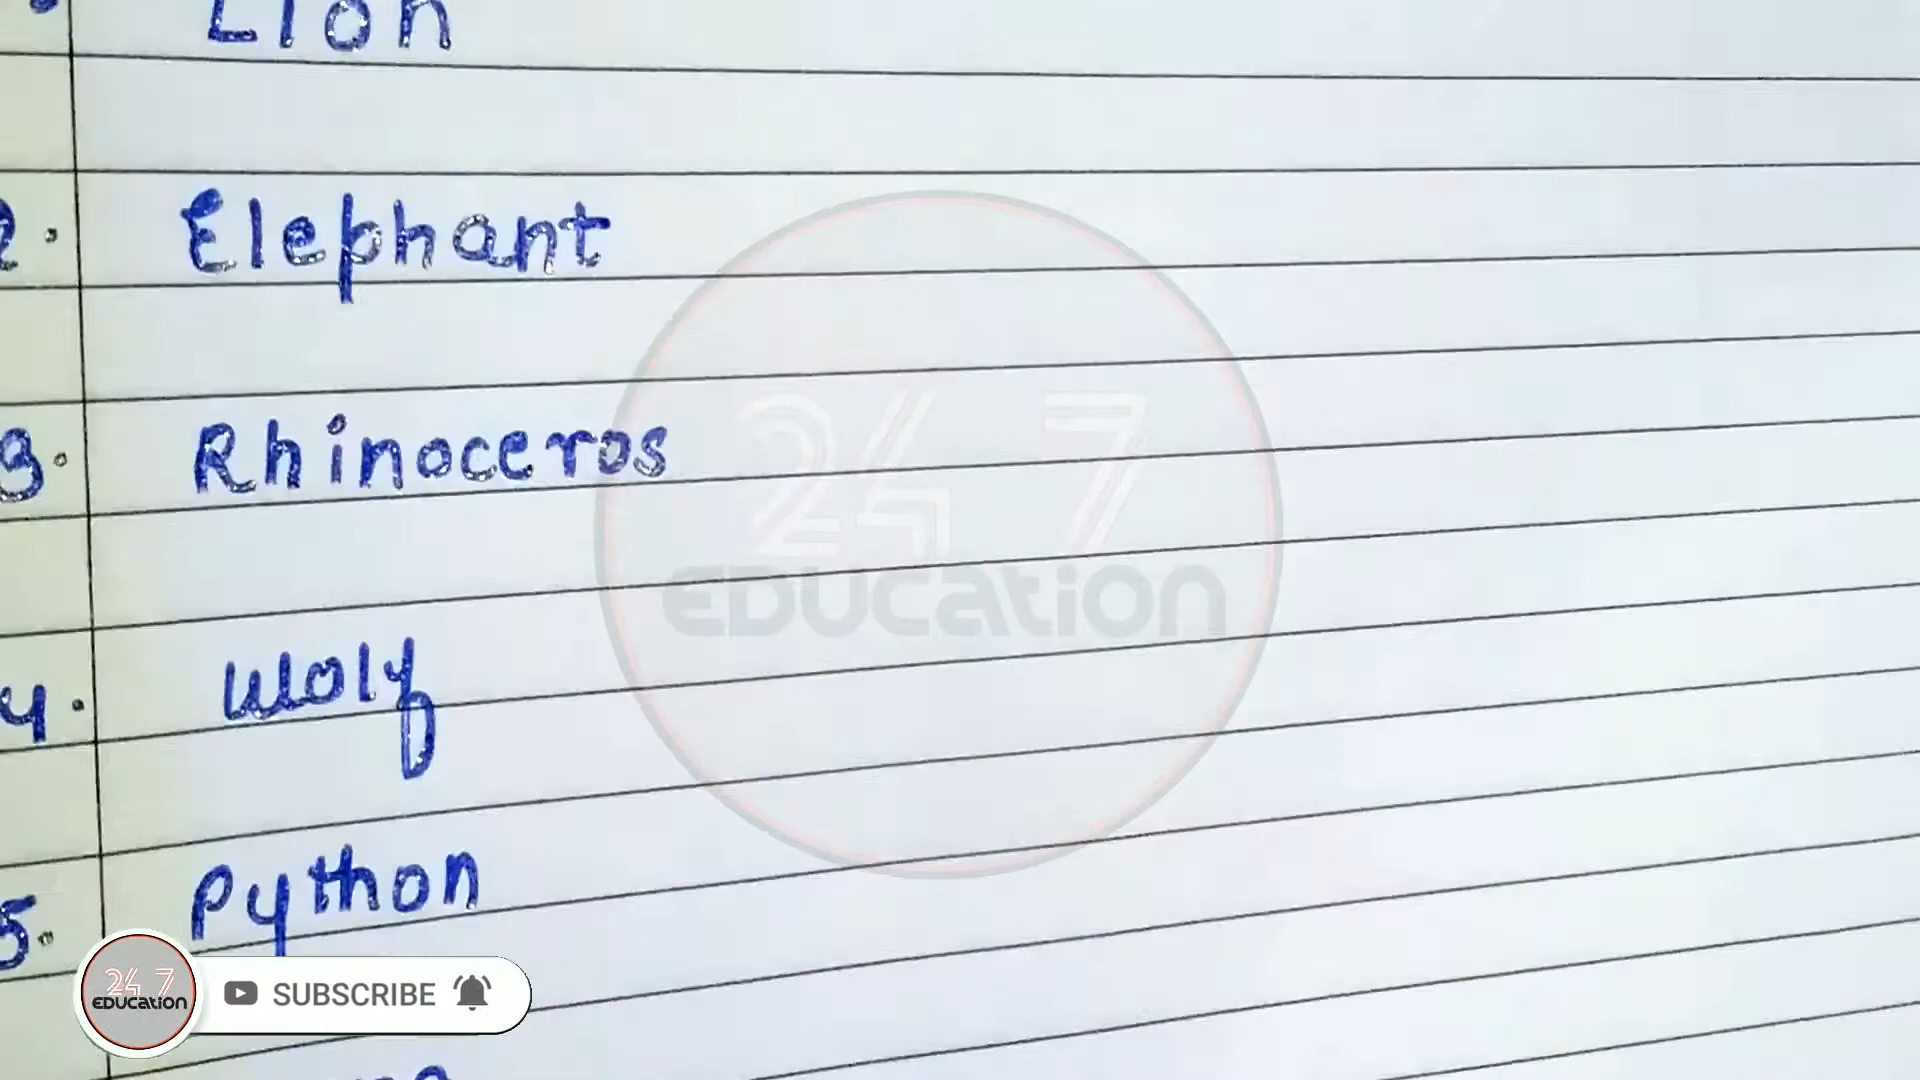 Lion
2. Elephant
3. Rhinoceros
4. Wolf
5. Python
24 7
EDUCATION
24 7
EDUCATION
SUBSCRIBE